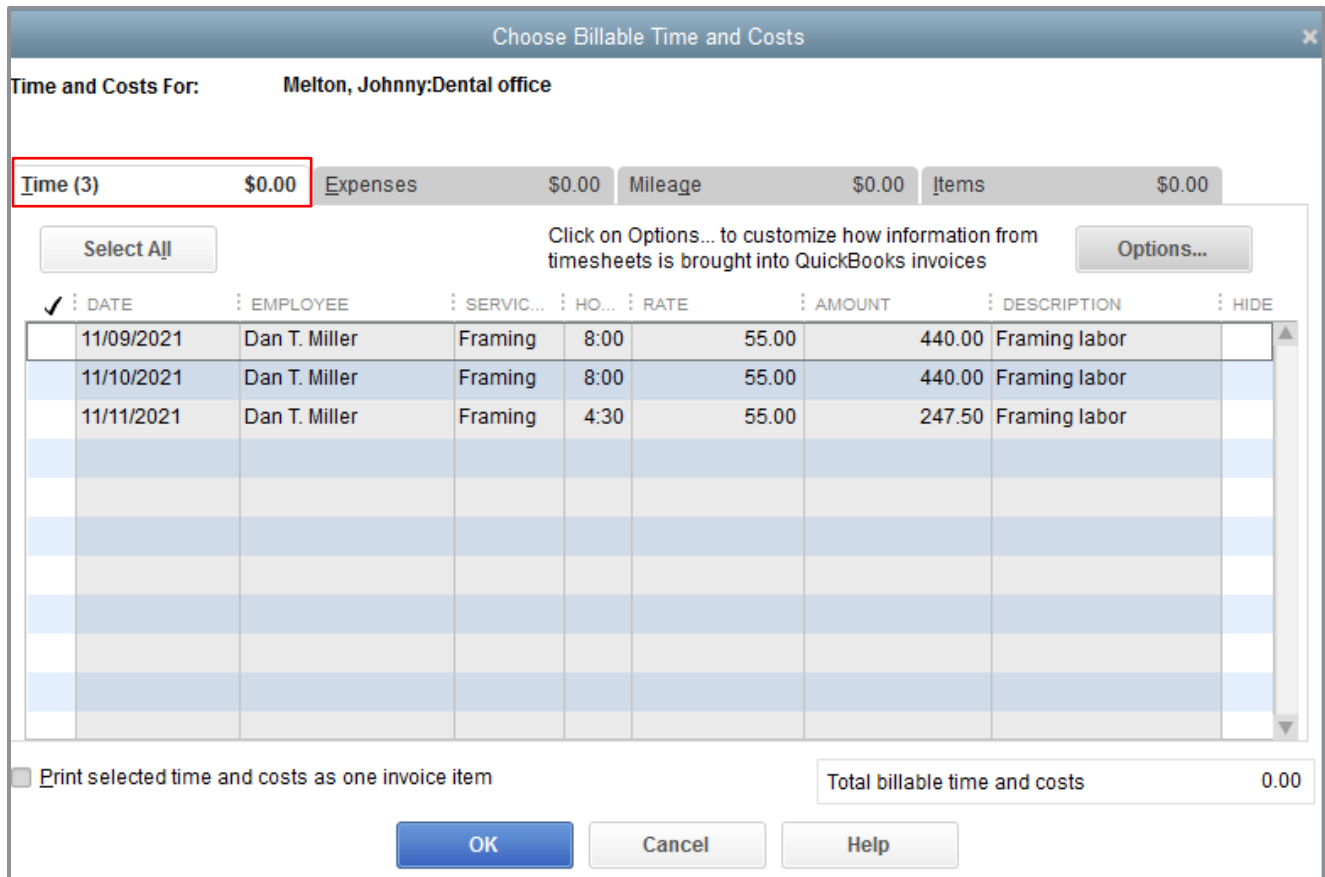 Choose Billable Time and Costs
Time and Costs For: Melton, Johnny:Dental office
Time (3) $0.00 Expenses $0.00 Mileage $0.00 Items $0.00
Select All
Click on Options... to customize how information from
timesheets is brought into QuickBooks invoices
Options...
DATE EMPLOYEE SERVIC... HO... RATE AMOUNT DESCRIPTION HIDE
11/09/2021 Dan T. Miller Framing 8:00 55.00 440.00 Framing labor
11/10/2021 Dan T. Miller Framing 8:00 55.00 440.00 Framing labor
11/11/2021 Dan T. Miller Framing 4:30 55.00 247.50 Framing labor
Print selected time and costs as one invoice item
Total billable time and costs 0.00
OK Cancel Help